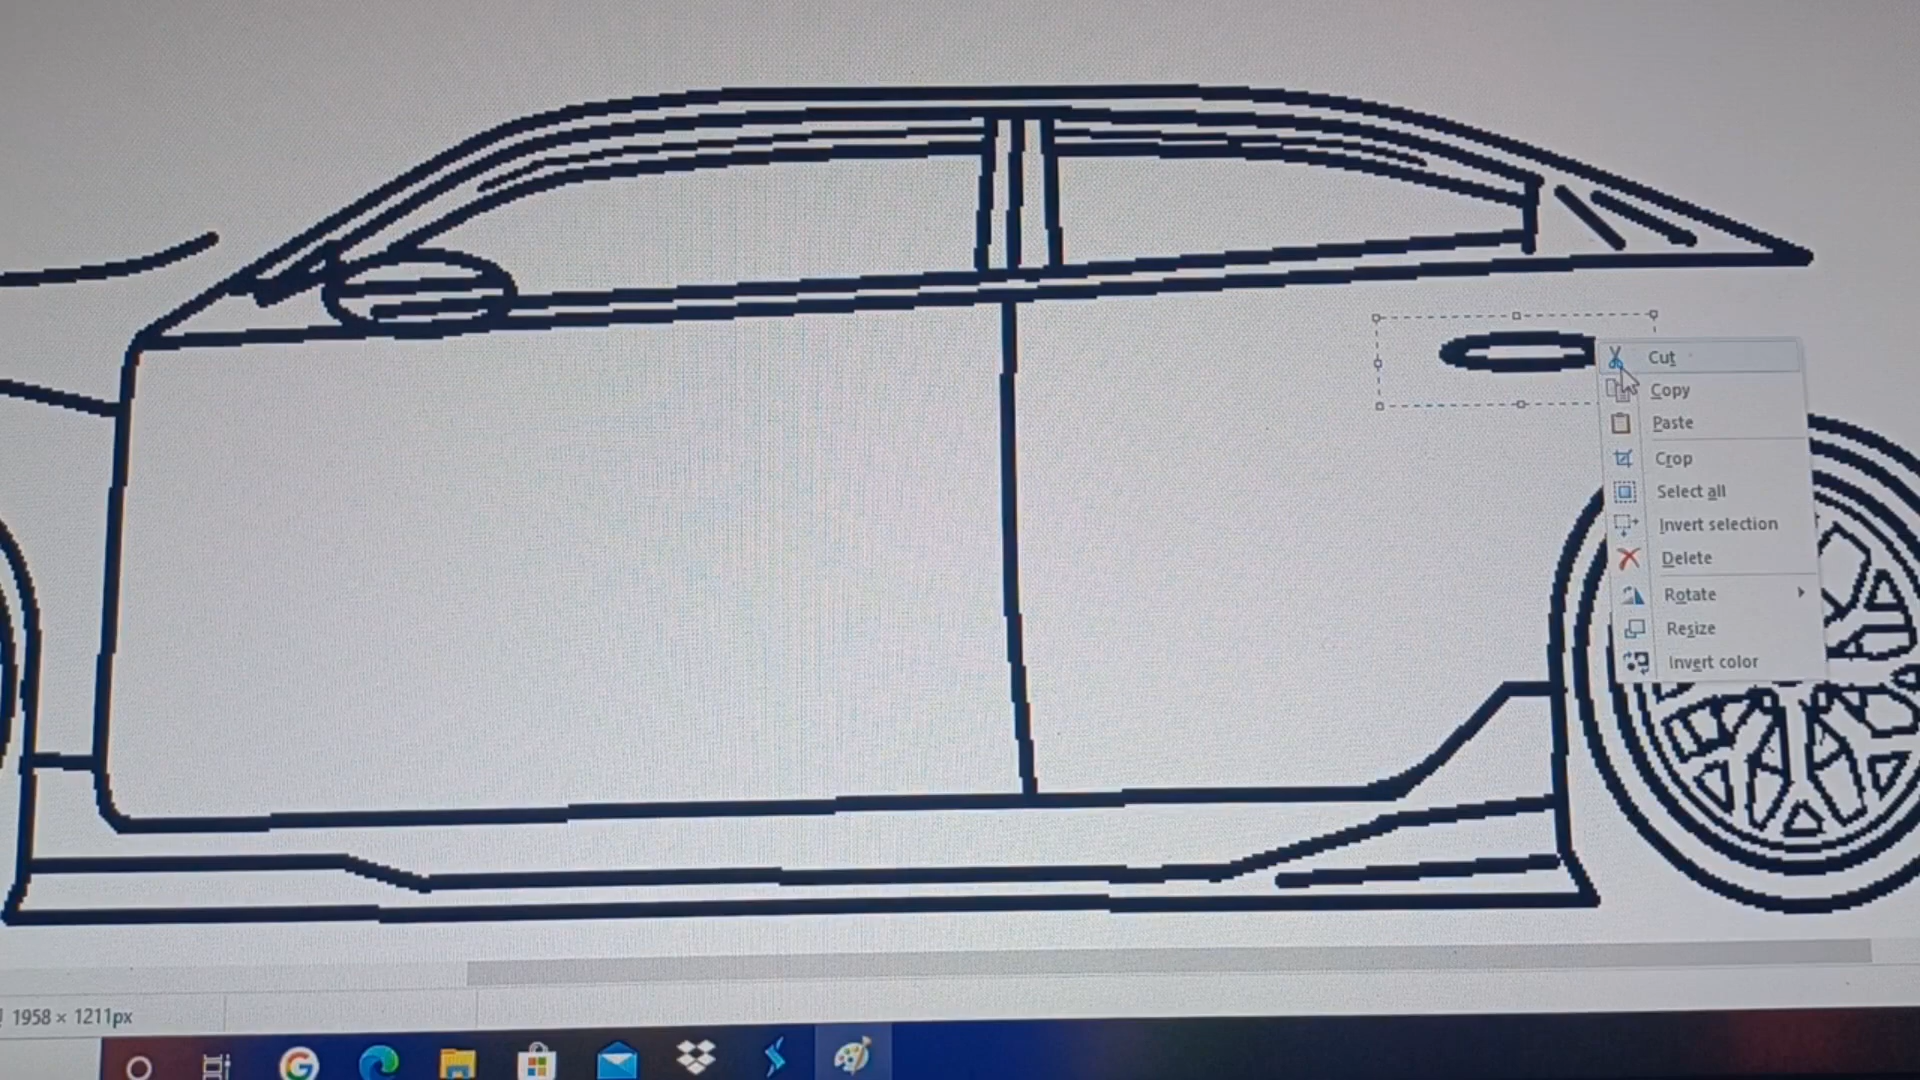 Cut
Copy
Paste
Crop
Select all
Invert selection
Delete
Rotate
Resize
Invert color
1958 × 1211px